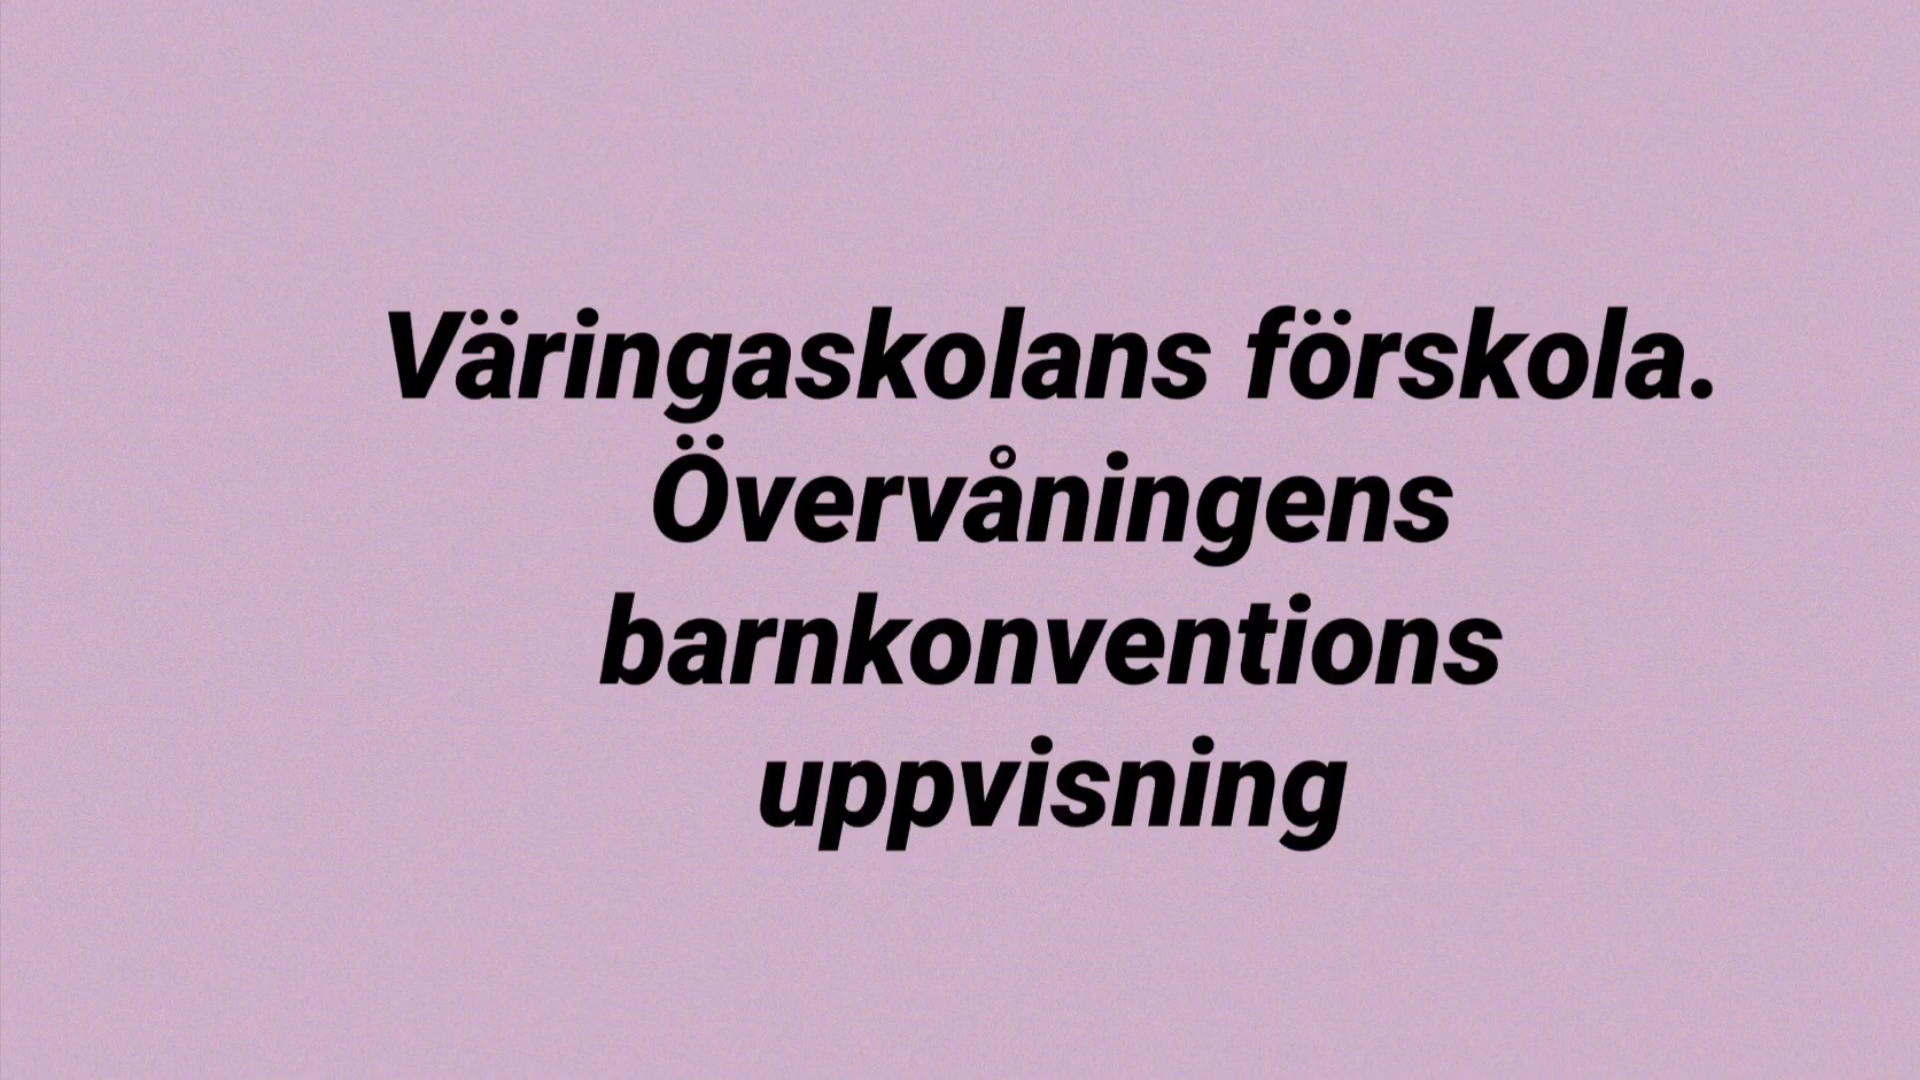 Väringaskolans förskola.
Övervåningens
barnkonventions
uppvisning